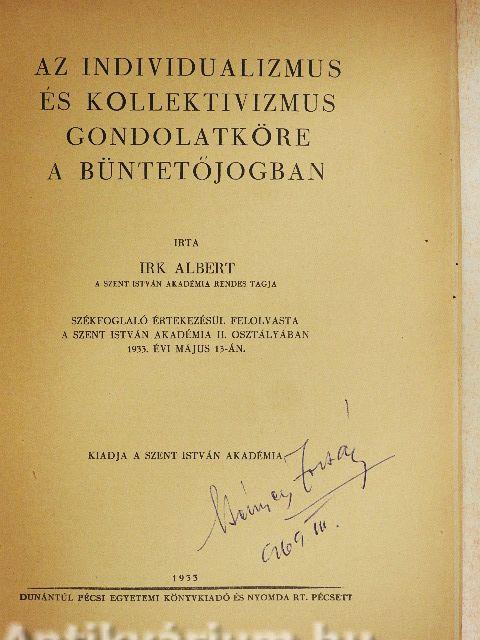 AZ INDIVIDUALIZMUS
ÉS KOLLEKTIVIZMUS
GONDOLATKÖRE
A BÜNTETŐJOGBAN
IRTA
IRK ALBERT
A SZENT ISTVÁN AKADÉMIA RENDES TAGJA
SZÉKFOGLALÓ ÉRTEKEZÉSÜL FELOLVASTA
A SZENT ISTVÁN AKADÉMIA II. OSZTÁLYÁBAN
1933. ÉVI MÁJUS 13-ÁN.
KIADJA A SZENT ISTVÁN AKADÉMIA
1933
DUNÁNTÚL PÉCSI EGYETEMI KÖNYVKIADÓ ÉS NYOMDA RT. PÉCSETT
Antikvárium.hu